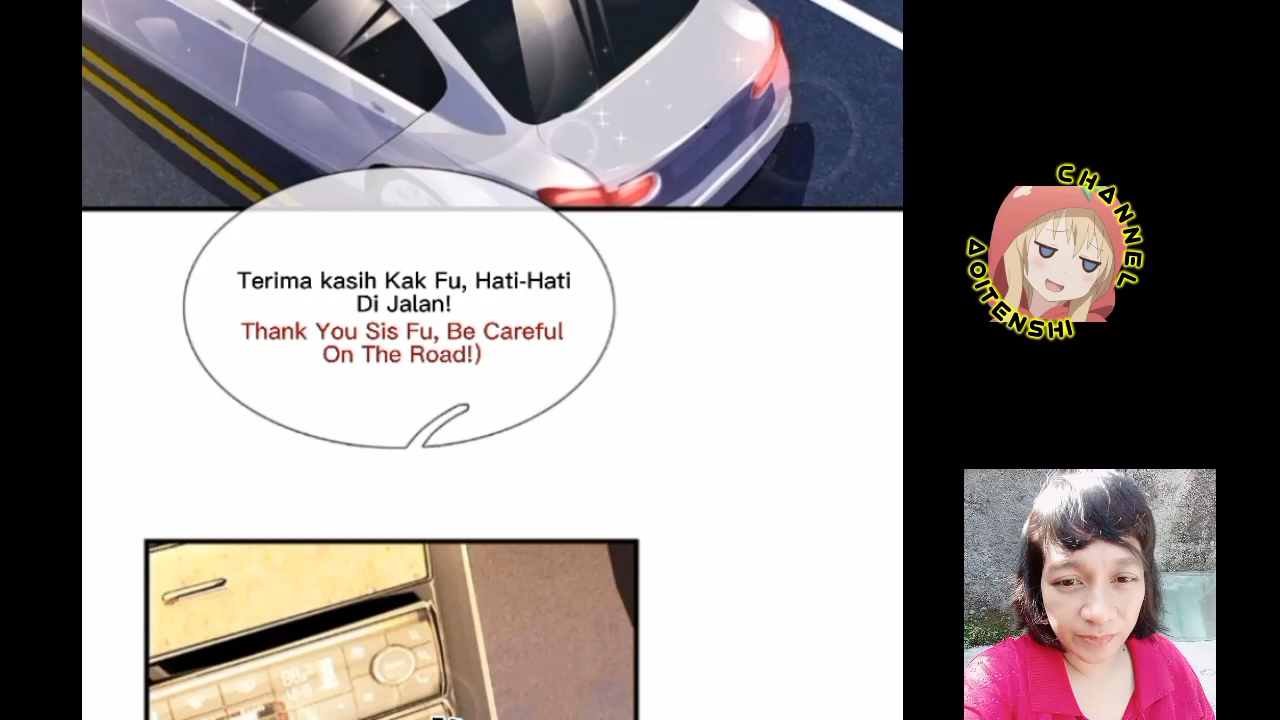 Terima kasih Kak Fu, Hati-Hati
Di Jalan!
Thank You Sis Fu, Be Careful
On The Road!)
CHANNEL
AOITENSHI